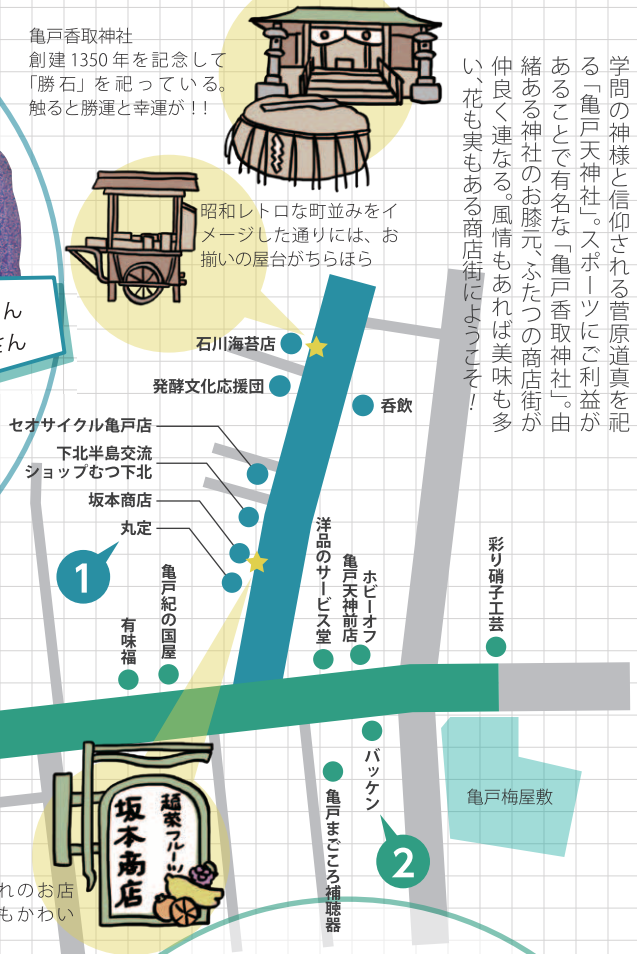 亀戸香取神社
創建1350年を記念して
「勝石」を祀っている。
触ると勝運と幸運が！！
学問の神様と信仰される菅原道真を祀
る「亀戸天神社」。スポーツにご利益が
あることで有名な「亀戸香取神社」。由
緒ある神社のお膝元、ふたつの商店街が
仲良く連なる。風情もあれば美味も多
い、花も実もある商店街にようこそ！
昭和レトロな町並みをイ
メージした通りには、お
揃いの屋台がちらほら
ん
さん
石川海苔店
発酵文化応援団
呑飲
セオサイクル亀戸店
下北半島交流
ショップむつ下北
坂本商店
丸定
1
亀戸紀の国屋
有味福
洋品のサービス堂
ホビーオフ
亀戸天神前店
彩り硝子工芸
バッケン
亀戸まごころ補聴器
2
亀戸梅屋敷
蔬菜フルーツ
坂本商店
れのお店
もかわい